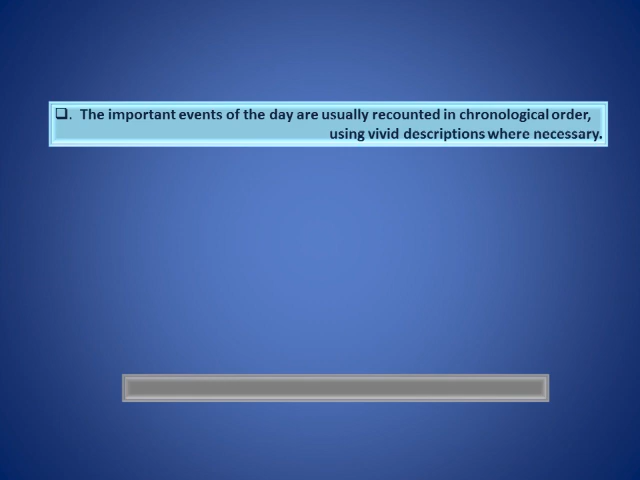 ❑. The important events of the day are usually recounted in chronological order,
using vivid descriptions where necessary.